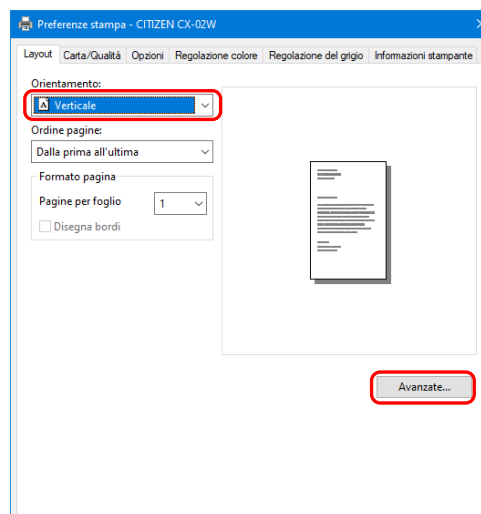 Preferenze stampa - CITIZEN CX-02W
Layout Carta/Qualità Opzioni Regolazione colore Regolazione del grigio Informazioni stampante
Orientamento:
A Verticale
Ordine pagine:
Dalla prima all'ultima
Formato pagina
Pagine per foglio 1
Disegna bordi
Avanzate...